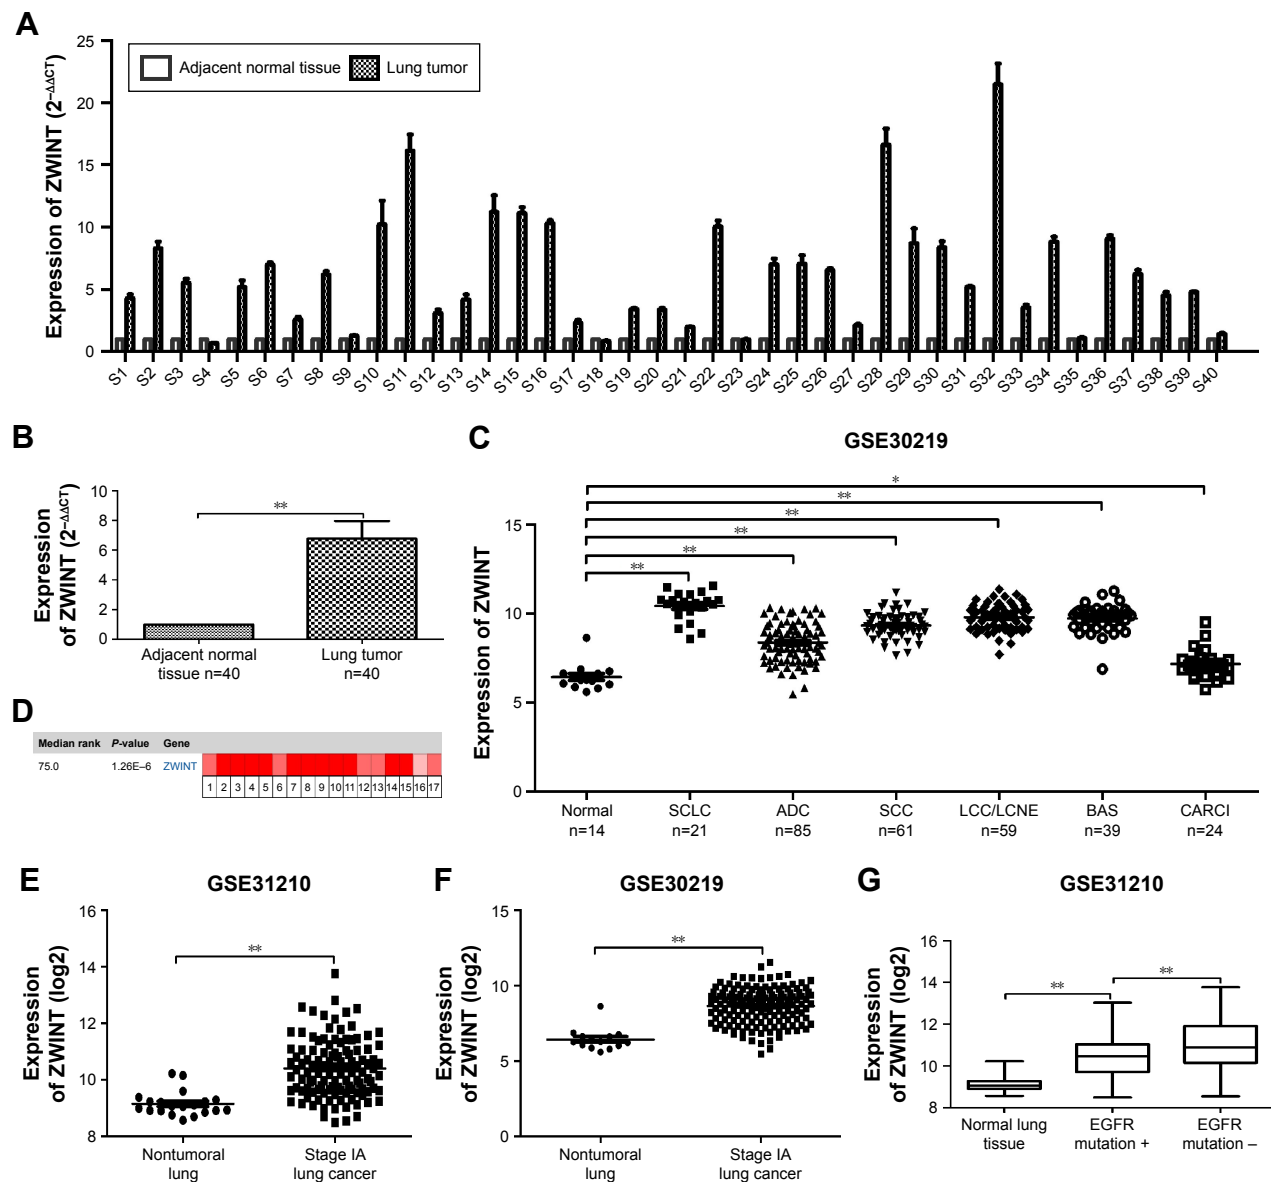 A
Expression of ZWINT (2–ΔΔCT)
25
20
15
10
5
0
Adjacent normal tissue
Lung tumor
S1 S2 S3 S4 S5 S6 S7 S8 S9 S10 S11 S12 S13 S14 S15 S16 S17 S18 S19 S20 S21 S22 S23 S24 S25 S26 S27 S28 S29 S30 S31 S32 S33 S34 S35 S36 S37 S38 S39 S40
B
Expression
of ZWINT (2–ΔΔCT)
10
8
6
4
2
0
**
Adjacent normal
tissue n=40
Lung tumor
n=40
C
GSE30219
Expression of ZWINT
15
10
5
0
*
**
**
**
**
**
Normal
n=14
SCLC
n=21
ADC
n=85
SCC
n=61
LCC/LCNE
n=59
BAS
n=39
CARCI
n=24
D
Median rank P-value Gene
75.0 1.26E–6 ZWINT
1 2 3 4 5 6 7 8 9 10 11 12 13 14 15 16 17
E
GSE31210
Expression
of ZWINT (log2)
16
14
12
10
8
**
Nontumoral
lung
Stage IA
lung cancer
F
GSE30219
Expression
of ZWINT (log2)
15
10
5
0
**
Nontumoral
lung
Stage IA
lung cancer
G
GSE31210
Expression
of ZWINT (log2)
16
14
12
10
8
**
**
Normal lung
tissue
EGFR
mutation +
EGFR
mutation –